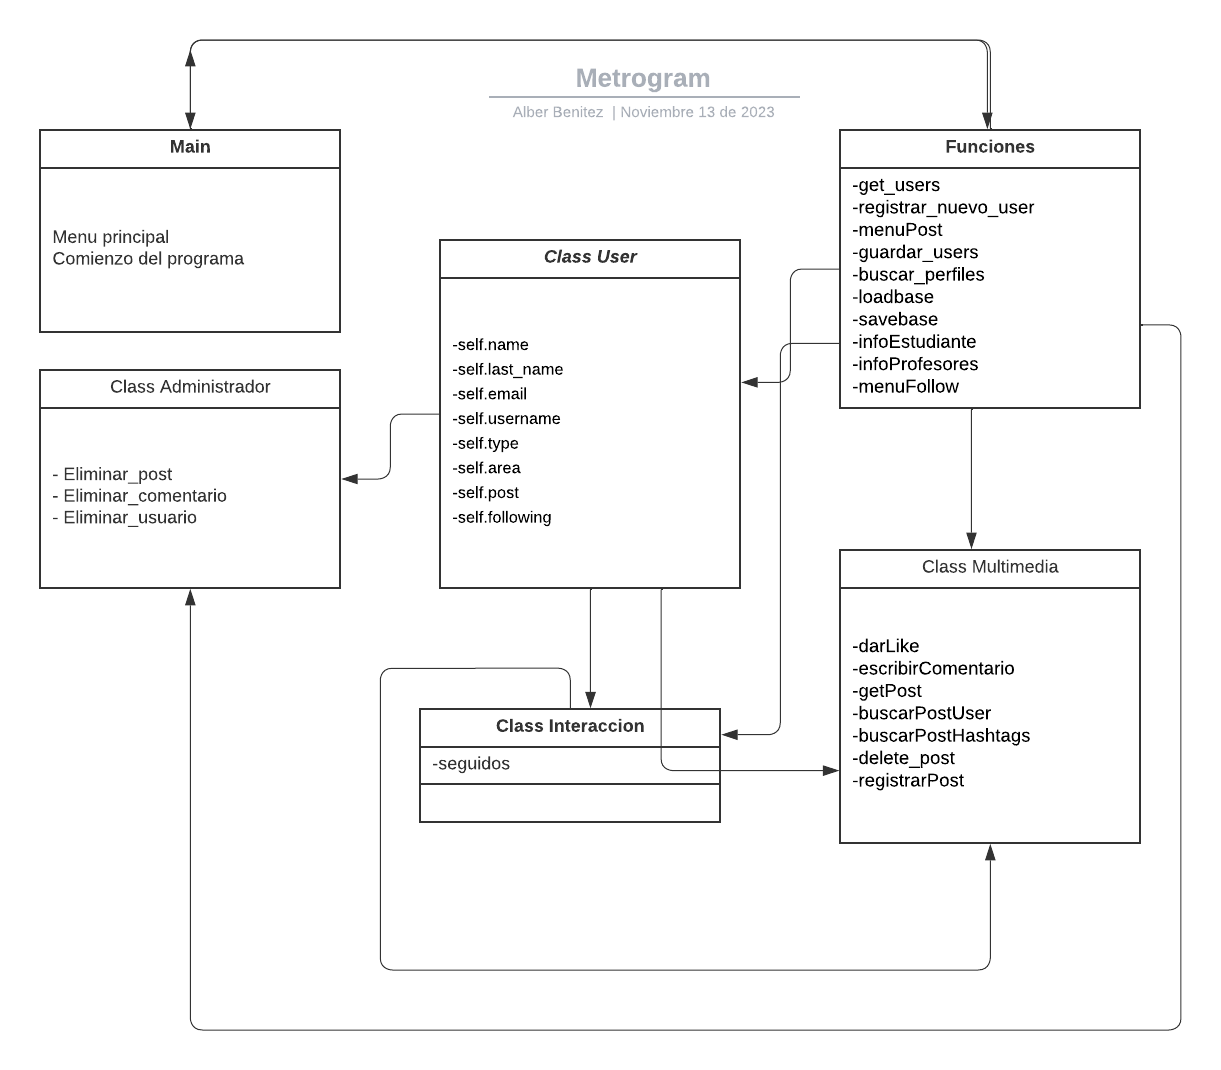 Metrogram
Alber Benitez | Noviembre 13 de 2023
Main
Menu principal
Comienzo del programa
Funciones
-get_users
-registrar_nuevo_user
-menuPost
-guardar_users
-buscar_perfiles
-loadbase
-savebase
-infoEstudiante
-infoProfesores
-menuFollow
Class User
-self.name
-self.last_name
-self.email
-self.username
-self.type
-self.area
-self.post
-self.following
Class Administrador
- Eliminar_post
- Eliminar_comentario
- Eliminar_usuario
Class Multimedia
-darLike
-escribirComentario
-getPost
-buscarPostUser
-buscarPostHashtags
-delete_post
-registrarPost
Class Interaccion
-seguidos